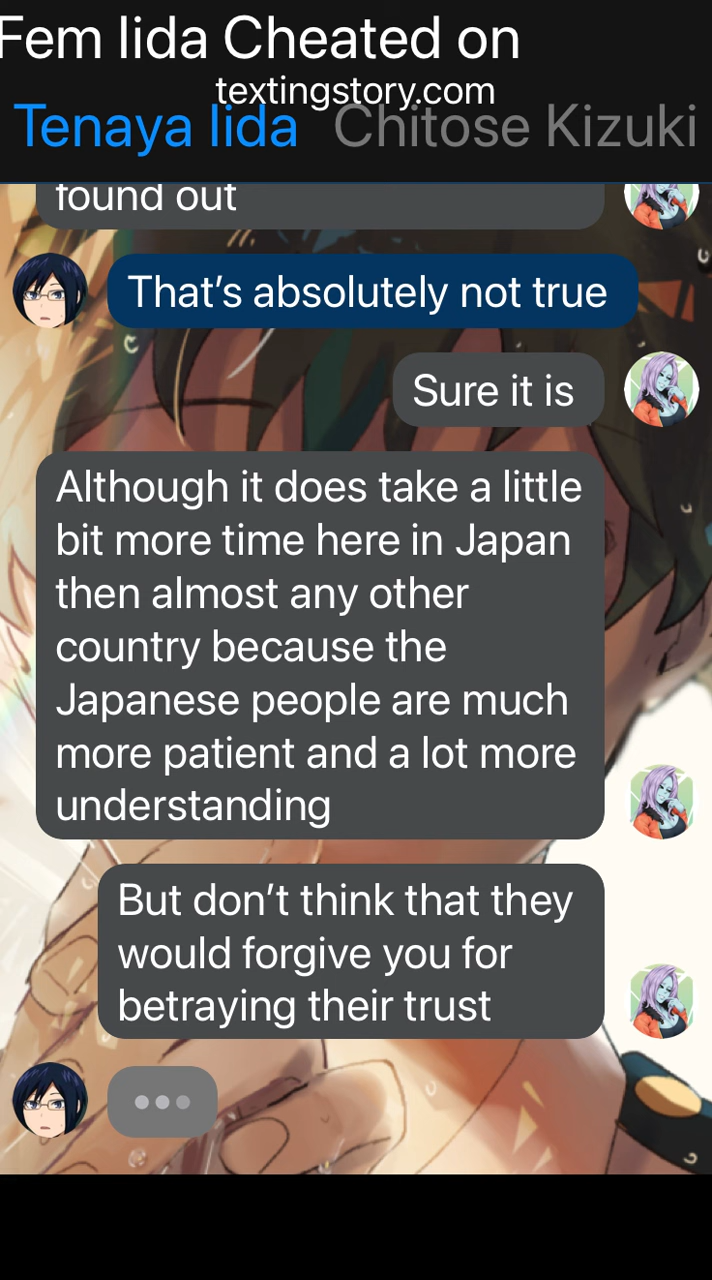 Fem Iida Cheated on
textingstory.com
Tenaya Iida Chitose Kizuki
found out
That's absolutely not true
Sure it is
Although it does take a little
bit more time here in Japan
then almost any other
country because the
Japanese people are much
more patient and a lot more
understanding
But don't think that they
would forgive you for
betraying their trust